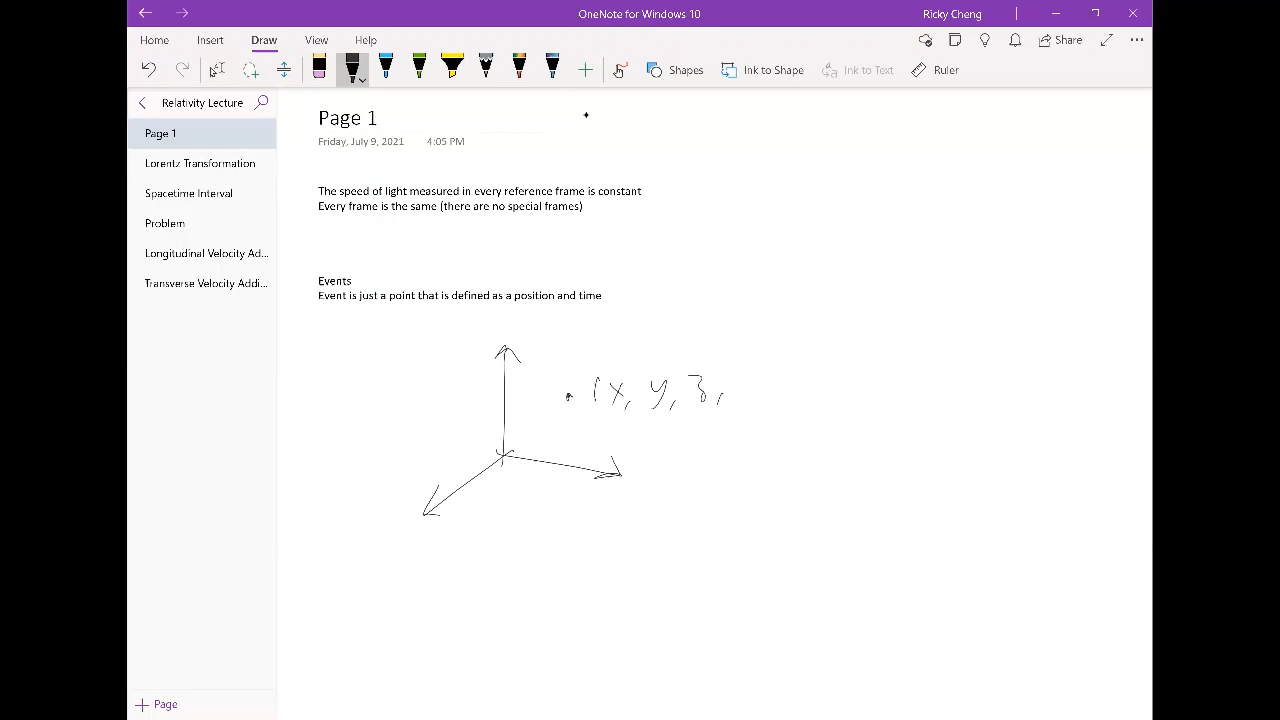 OneNote for Windows 10
Ricky Cheng
Home Insert Draw View Help
Share
Shapes Ink to Shape Ink to Text Ruler
Relativity Lecture
Page 1
Lorentz Transformation
Spacetime Interval
Problem
Longitudinal Velocity Ad...
Transverse Velocity Addi...
Page
Page 1
Friday, July 9, 2021 4:05 PM
The speed of light measured in every reference frame is constant
Every frame is the same (there are no special frames)
Events
Event is just a point that is defined as a position and time
(x, y, z,